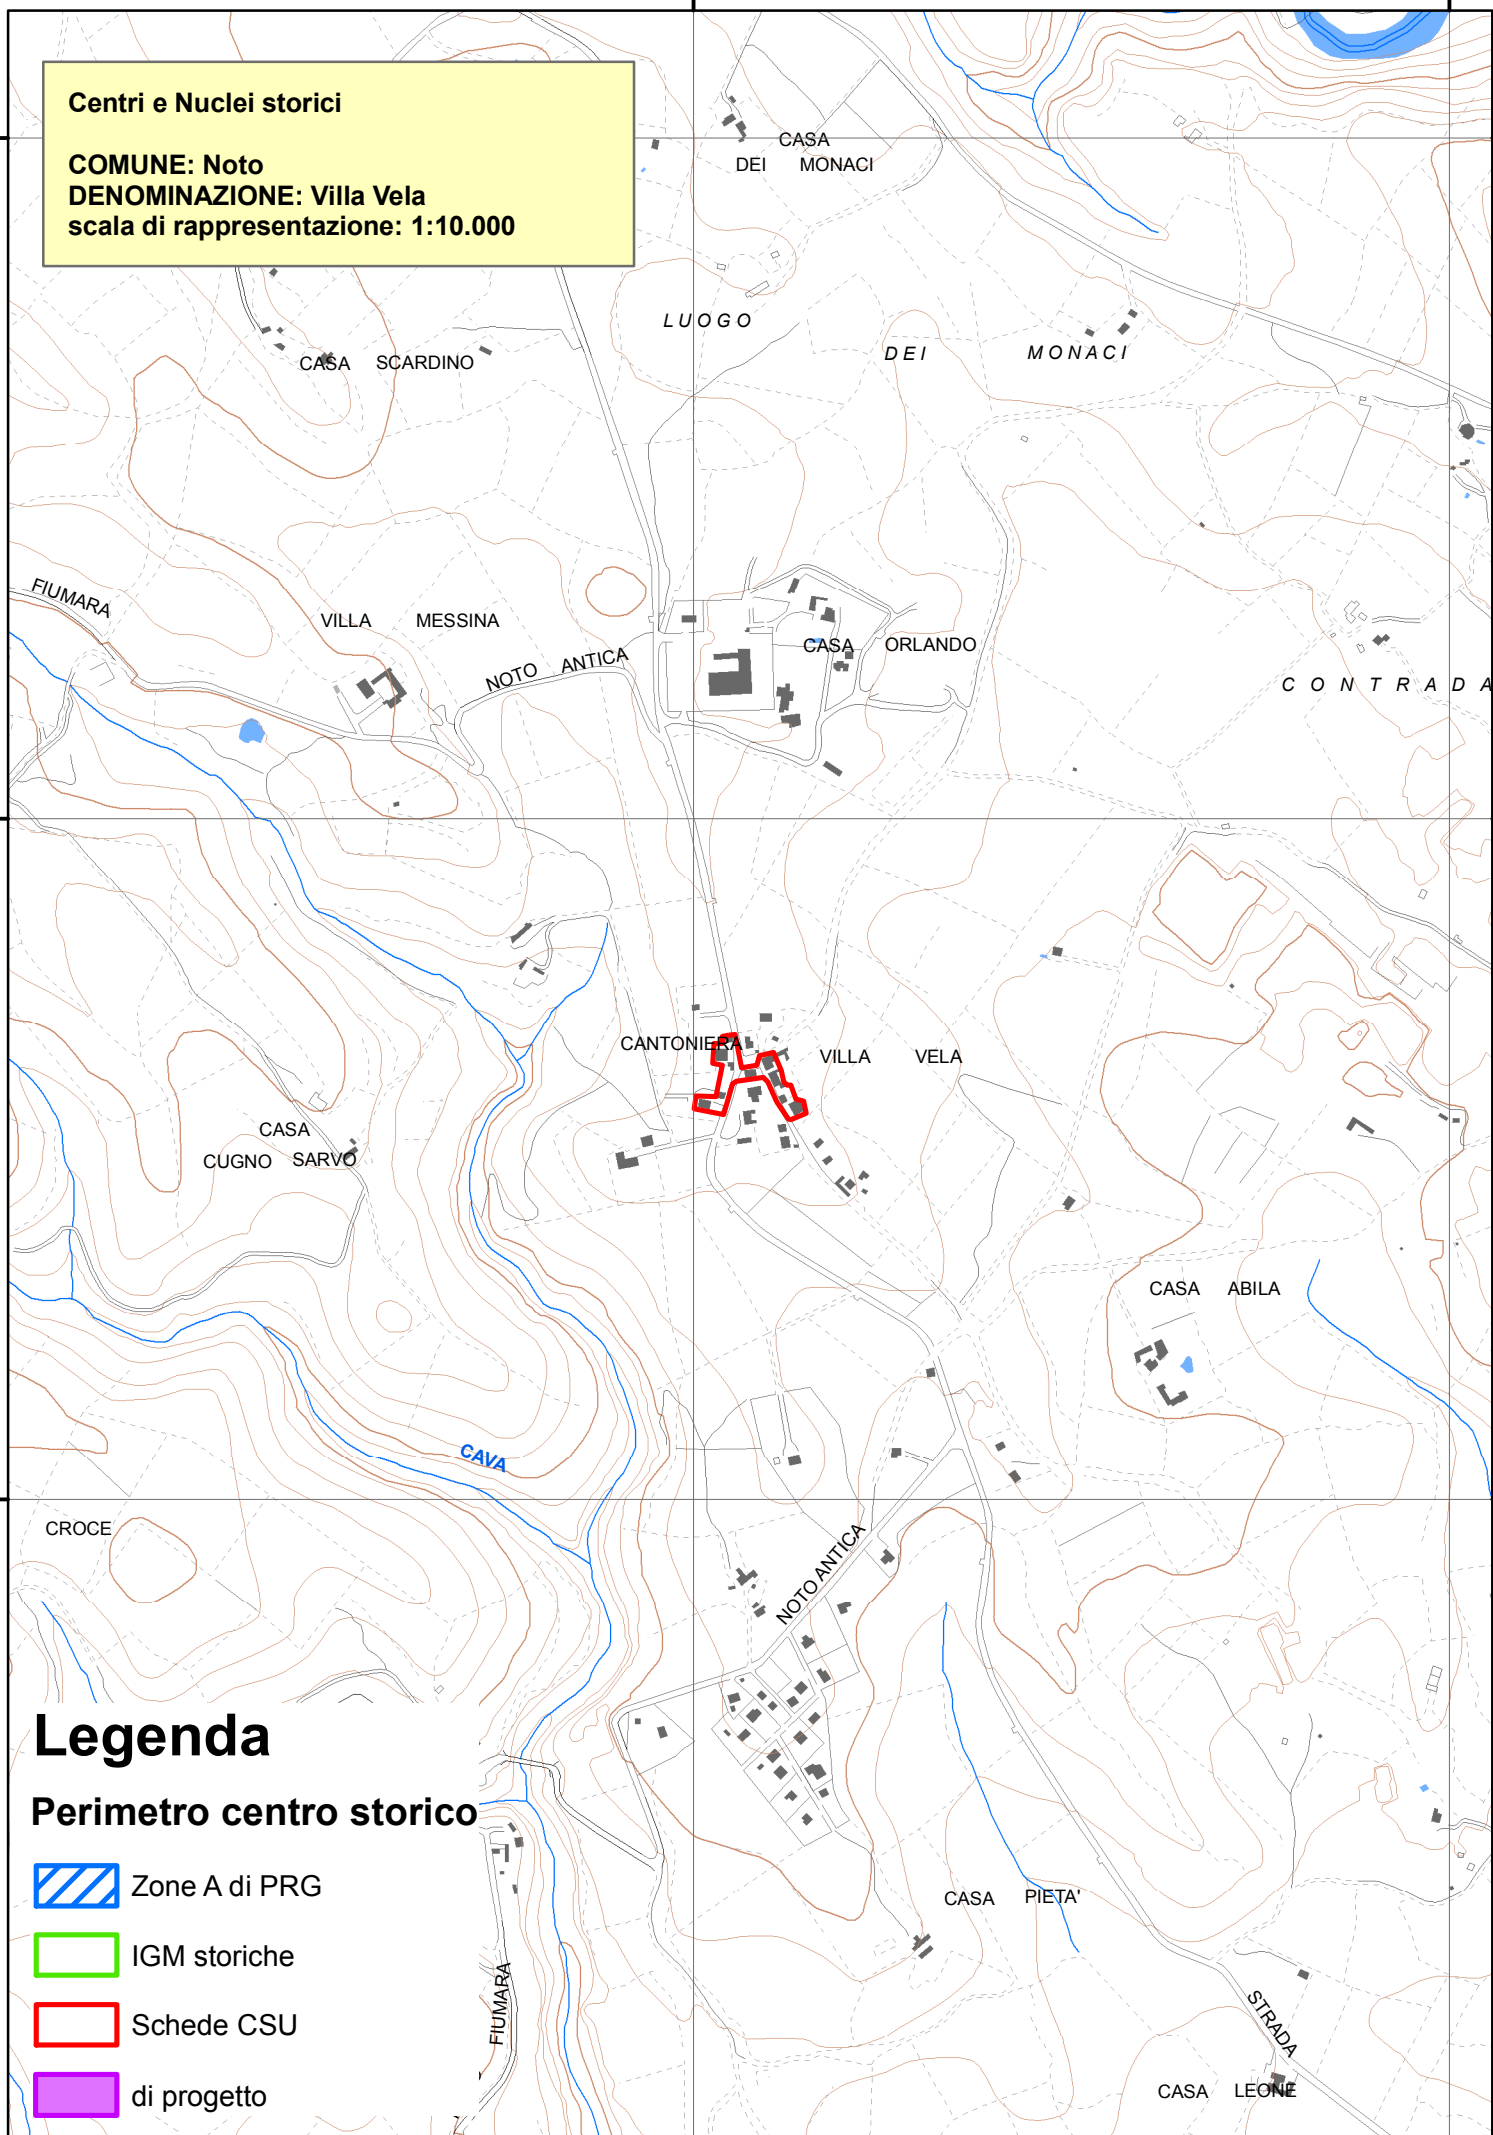 Centri e Nuclei storici
COMUNE: Noto
DENOMINAZIONE: Villa Vela
scala di rappresentazione: 1:10.000
CASA
DEI MONACI
LUOGO
DEI MONACI
CASA SCARDINO
FIUMARA
VILLA MESSINA
NOTO ANTICA
CASA ORLANDO
CONTRADA
CANTONIERA
VILLA VELA
CASA
CUGNO SARVO
CASA ABILA
CAVA
CROCE
NOTO ANTICA
CASA PIETA'
FIUMARA
STRADA
CASA LEONE
Legenda
Perimetro centro storico
Zone A di PRG
IGM storiche
Schede CSU
di progetto